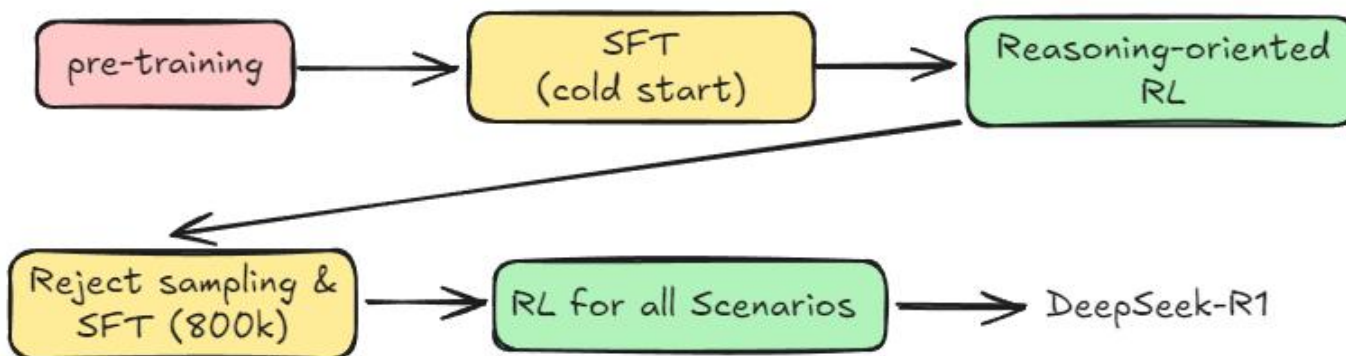 pre-training
SFT
(cold start)
Reasoning-oriented
RL
Reject sampling &
SFT (800k)
RL for all Scenarios
DeepSeek-R1